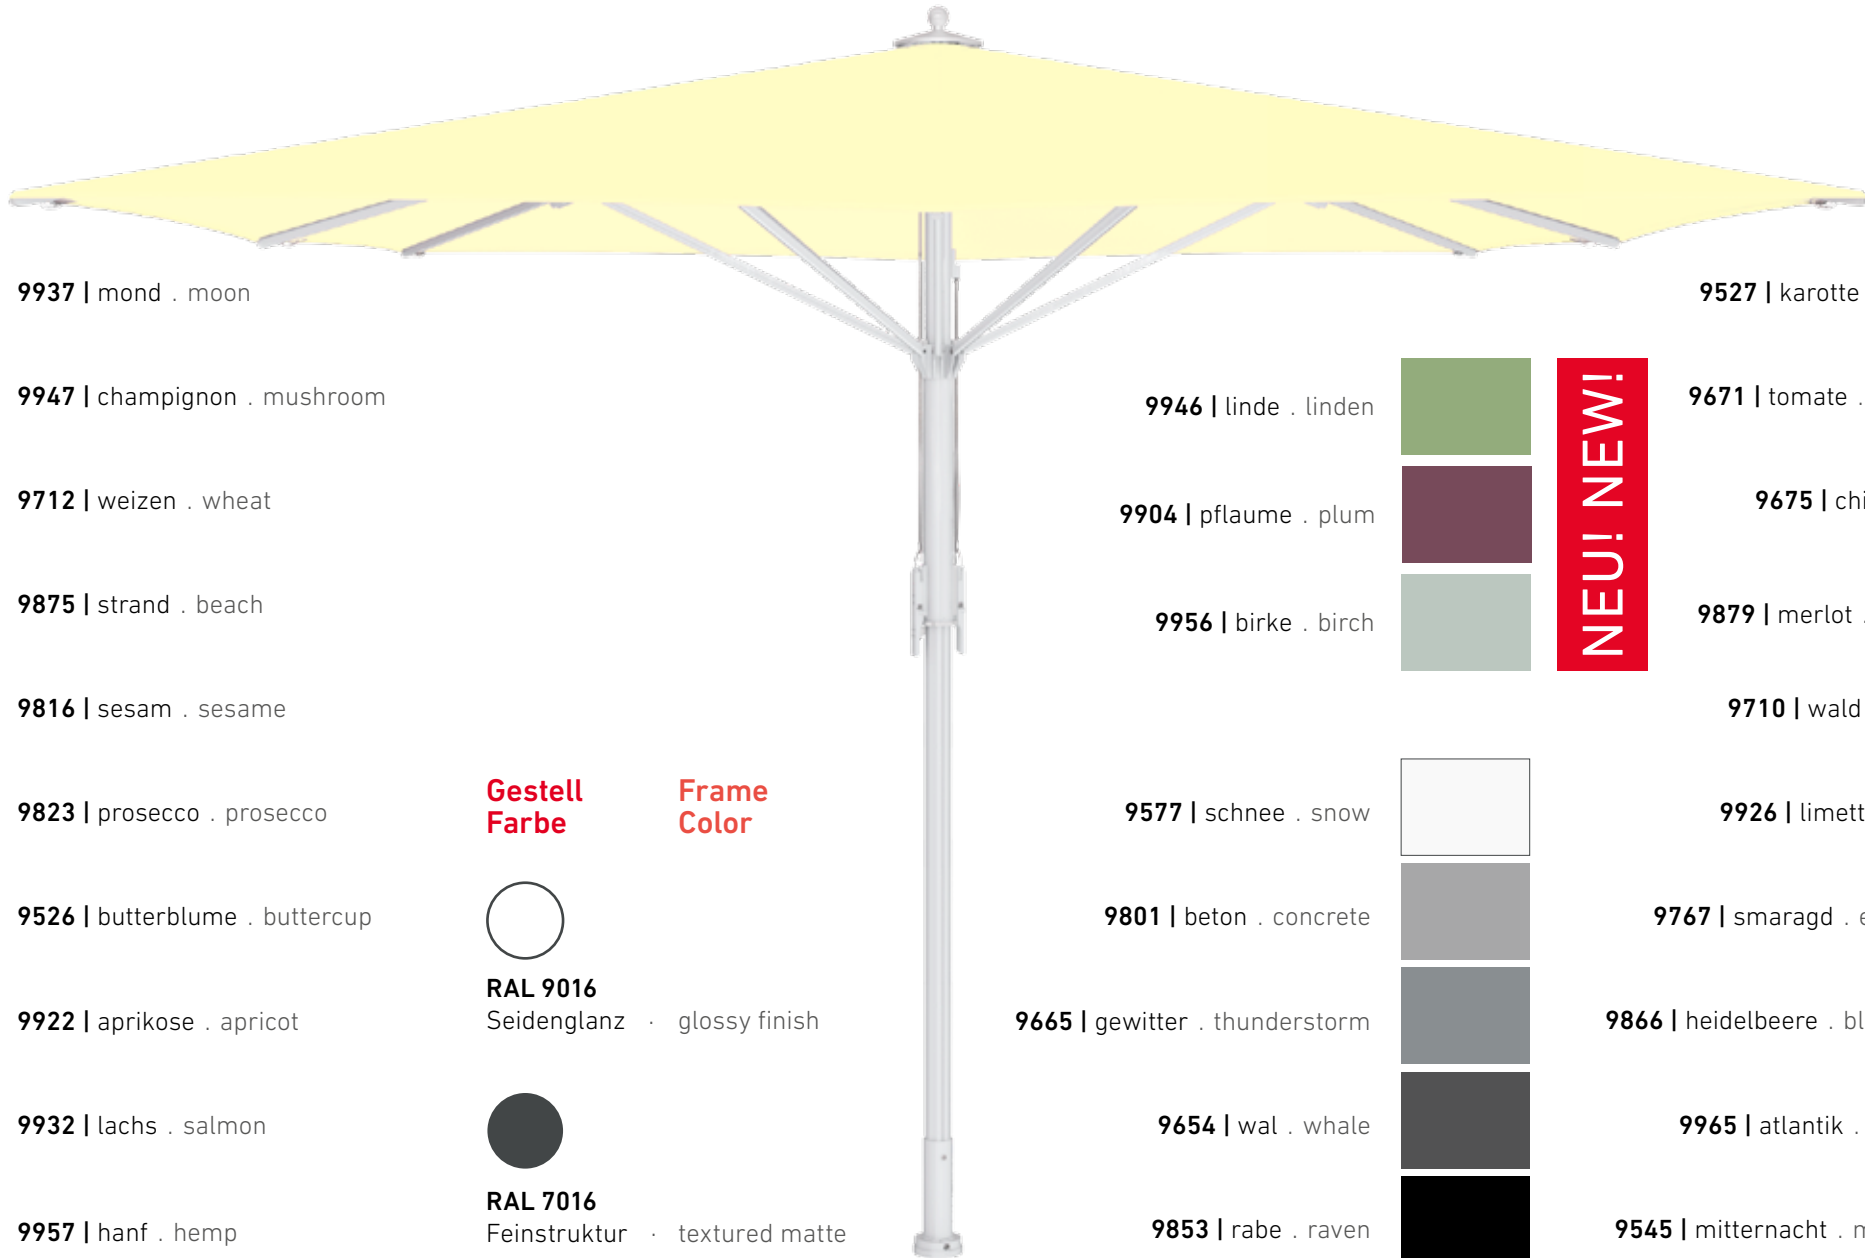 9937 | mond . moon
9947 | champignon . mushroom
9712 | weizen . wheat
9875 | strand . beach
9816 | sesam . sesame
9823 | prosecco . prosecco
9526 | butterblume . buttercup
9922 | aprikose . apricot
9932 | lachs . salmon
9957 | hanf . hemp
Gestell Frame
Farbe Color
RAL 9016
Seidenglanz · glossy finish
RAL 7016
Feinstruktur · textured matte
9946 | linde . linden
9904 | pflaume . plum
9956 | birke . birch
NEU! NEW!
9577 | schnee . snow
9801 | beton . concrete
9665 | gewitter . thunderstorm
9654 | wal . whale
9853 | rabe . raven
9527 | karotte
9671 | tomate .
9675 |
9879 | merlot .
9710 | wald
9926 |
9767 | smaragd .
9866 | heidelbeere .
9965 | atlantik .
9545 | mitternacht .